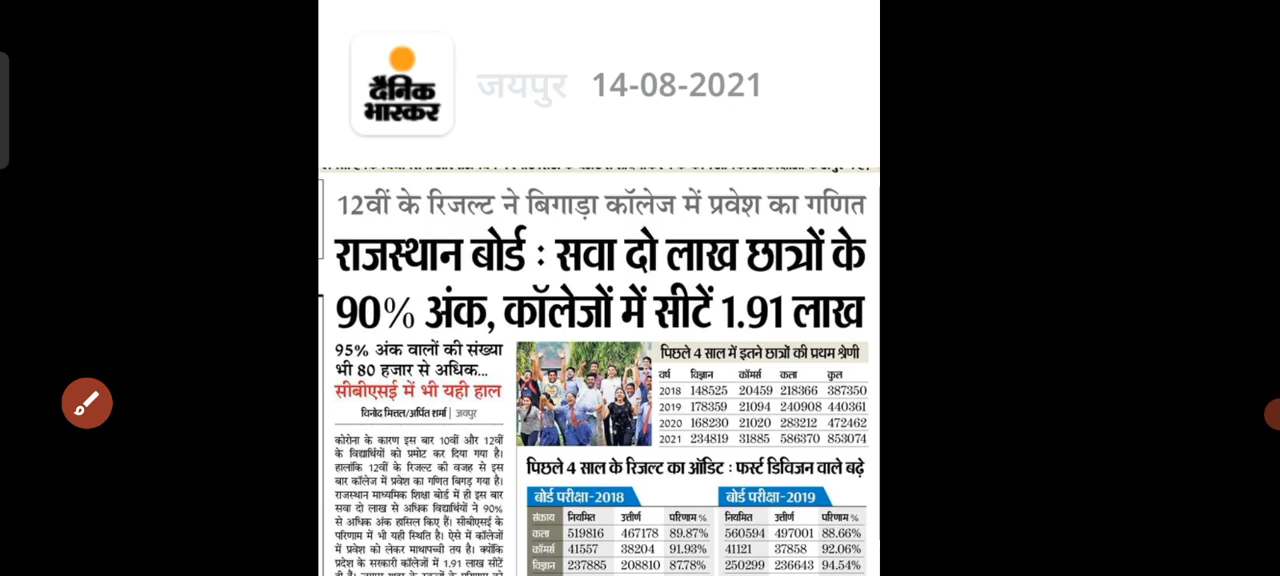 दैनिक
भास्कर
जयपुर 14-08-2021
12वीं के रिजल्ट ने बिगाड़ा कॉलेज में प्रवेश का गणित
राजस्थान बोर्ड : सवा दो लाख छात्रों के
90% अंक, कॉलेजों में सीटें 1.91 लाख
95% अंक वालों की संख्या
भी 80 हजार से अधिक...
सीबीएसई में भी यही हाल
विनोद मित्तल/अर्पित शर्मा | जयपुर
कोरोना के कारण इस बार 10वीं और 12वीं
के विद्यार्थियों को प्रमोट कर दिया गया है।
हालांकि 12वीं के रिजल्ट की वजह से इस
बार कॉलेज में प्रवेश का गणित बिगड़ गया है।
राजस्थान माध्यमिक शिक्षा बोर्ड में ही इस बार
सवा दो लाख से अधिक विद्यार्थियों ने 90%
से अधिक अंक हासिल किए हैं। सीबीएसई के
परिणाम में भी यही स्थिति है। ऐसे में कॉलेजों
में प्रवेश को लेकर माथापच्ची तय है। क्योंकि
प्रदेश के सरकारी कॉलेजों में 1.91 लाख सीटें
पिछले 4 साल में इतने छात्रों की प्रथम श्रेणी
वर्ष विज्ञान कॉमर्स कला कुल
2018 148525 20459 218366 387350
2019 178359 21094 240908 440361
2020 168230 21020 283212 472462
2021 234819 31885 586370 853074
पिछले 4 साल के रिजल्ट का ऑडिट : फर्स्ट डिविजन वाले बढ़े
बोर्ड परीक्षा-2018 बोर्ड परीक्षा-2019
संकाय नियमित उत्तीर्ण परिणाम % नियमित उत्तीर्ण परिणाम %
कला 519816 467178 89.87% 560594 497001 88.66%
कॉमर्स 41557 38204 91.93% 41121 37858 92.06%
विज्ञान 237885 208810 87.78% 250299 236643 94.54%